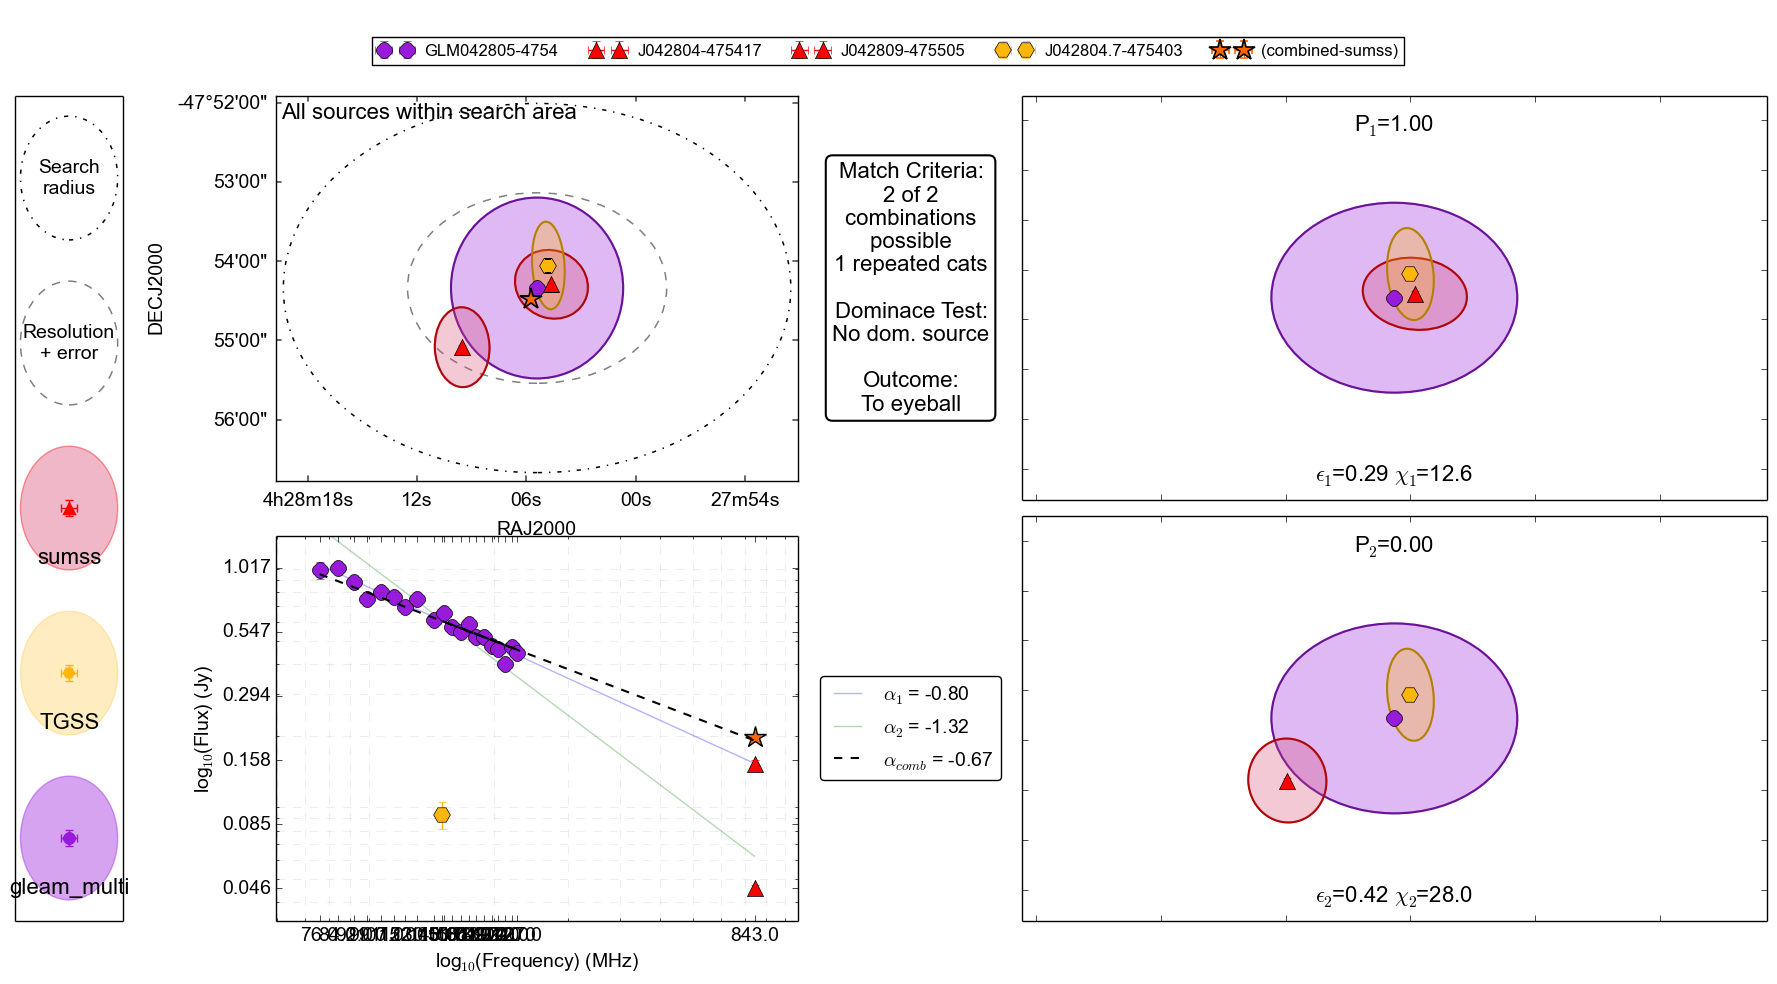 GLM042805-4754
J042804-475417
J042809-475505
J042804.7-475403
(combined-sumss)
Search
radius
Resolution
+ error
sumss
TGSS
gleam_multi
All sources within search area
-47°52'00"
53'00"
54'00"
55'00"
56'00"
DECJ2000
4h28m18s
12s
06s
00s
27m54s
RAJ2000
Match Criteria:
2 of 2
combinations
possible
1 repeated cats
Dominace Test:
No dom. source
Outcome:
To eyeball
P1=1.00
ϵ1=0.29 χ1=12.6
P2=0.00
ϵ2=0.42 χ2=28.0
1.017
0.547
0.294
0.158
0.085
0.046
log10(Flux) (Jy)
843.0
log10(Frequency) (MHz)
α1 = -0.80
α2 = -1.32
αcomb = -0.67